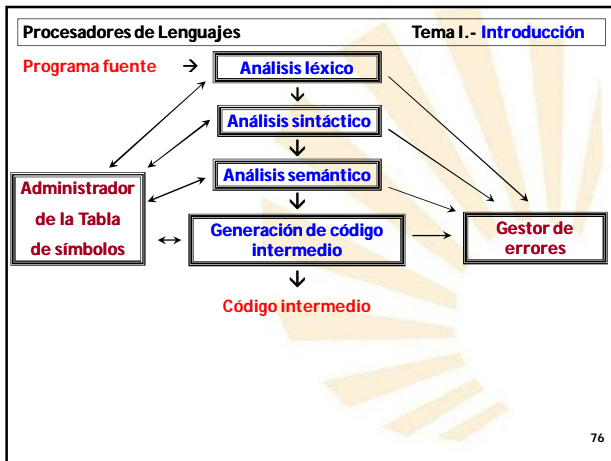 Procesadores de Lenguajes Tema I.- Introducción
Programa fuente → Análisis léxico
Análisis sintáctico
Análisis semántico
Administrador
de la Tabla
de símbolos
Generación de código
intermedio
Gestor de
errores
Código intermedio
76